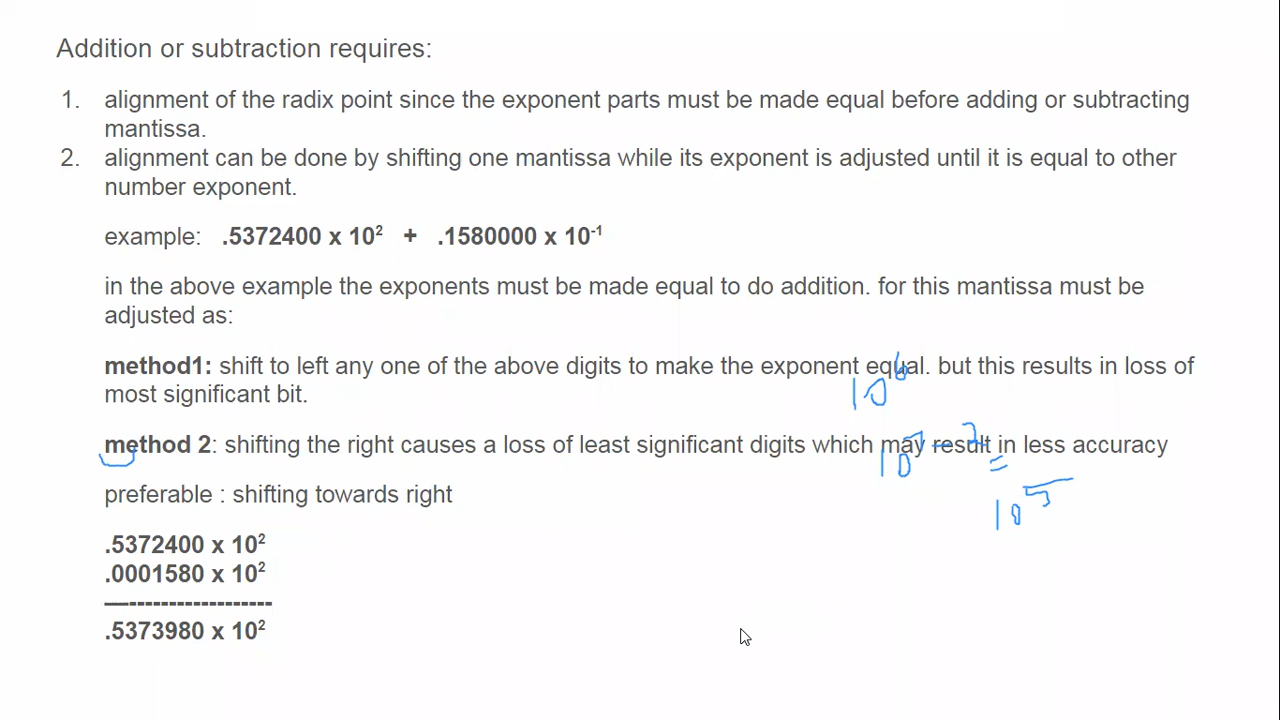 Addition or subtraction requires:
1. alignment of the radix point since the exponent parts must be made equal before adding or subtracting
mantissa.
2. alignment can be done by shifting one mantissa while its exponent is adjusted until it is equal to other
number exponent.
example: .5372400 x 10² + .1580000 x 10⁻¹
in the above example the exponents must be made equal to do addition. for this mantissa must be
adjusted as:
method1: shift to left any one of the above digits to make the exponent equal. but this results in loss of
most significant bit.
10⁶
method 2: shifting the right causes a loss of least significant digits which may result in less accuracy
10⁷⁻² =
preferable : shifting towards right
10⁵
.5372400 x 10²
.0001580 x 10²
—-------------------
.5373980 x 10²